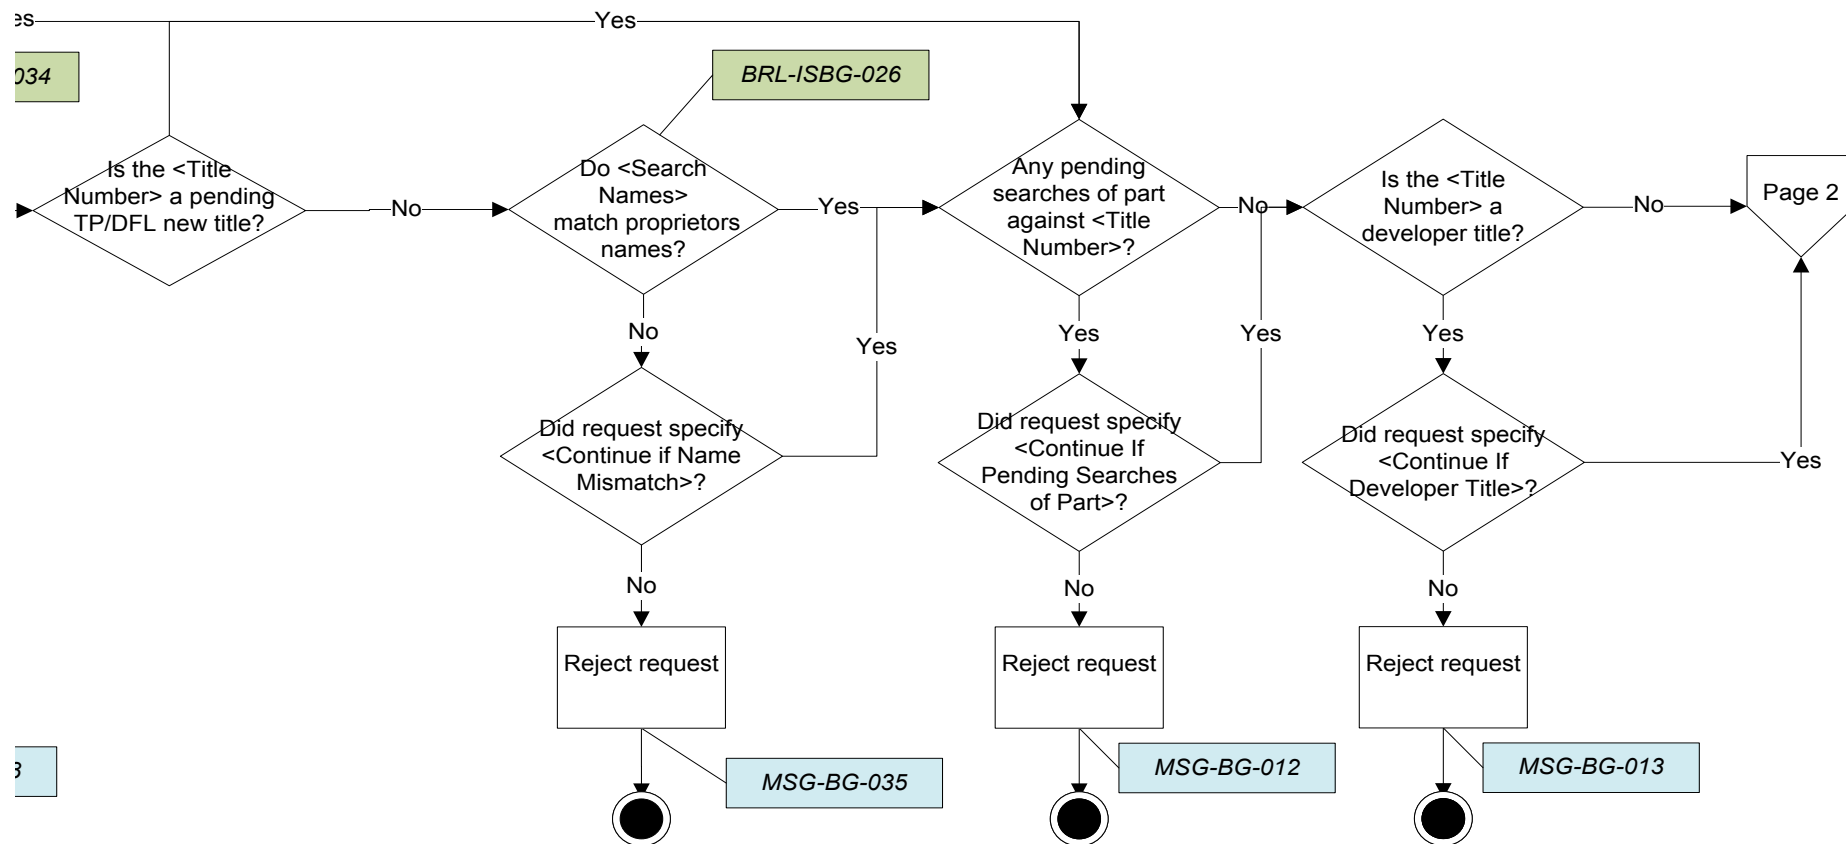 es
Yes
034
BRL-ISBG-026
Is the <Title
Number> a pending
TP/DFL new title?
No
Do <Search
Names>
match proprietors
names?
Yes
Any pending
searches of part
against <Title
Number>?
No
Is the <Title
Number> a
developer title?
No
Page 2
No
Yes
Yes
Yes
Yes
Did request specify
<Continue if Name
Mismatch>?
Did request specify
<Continue If
Pending Searches
of Part>?
Did request specify
<Continue If
Developer Title>?
Yes
No
No
No
Reject request
Reject request
Reject request
3
MSG-BG-035
MSG-BG-012
MSG-BG-013